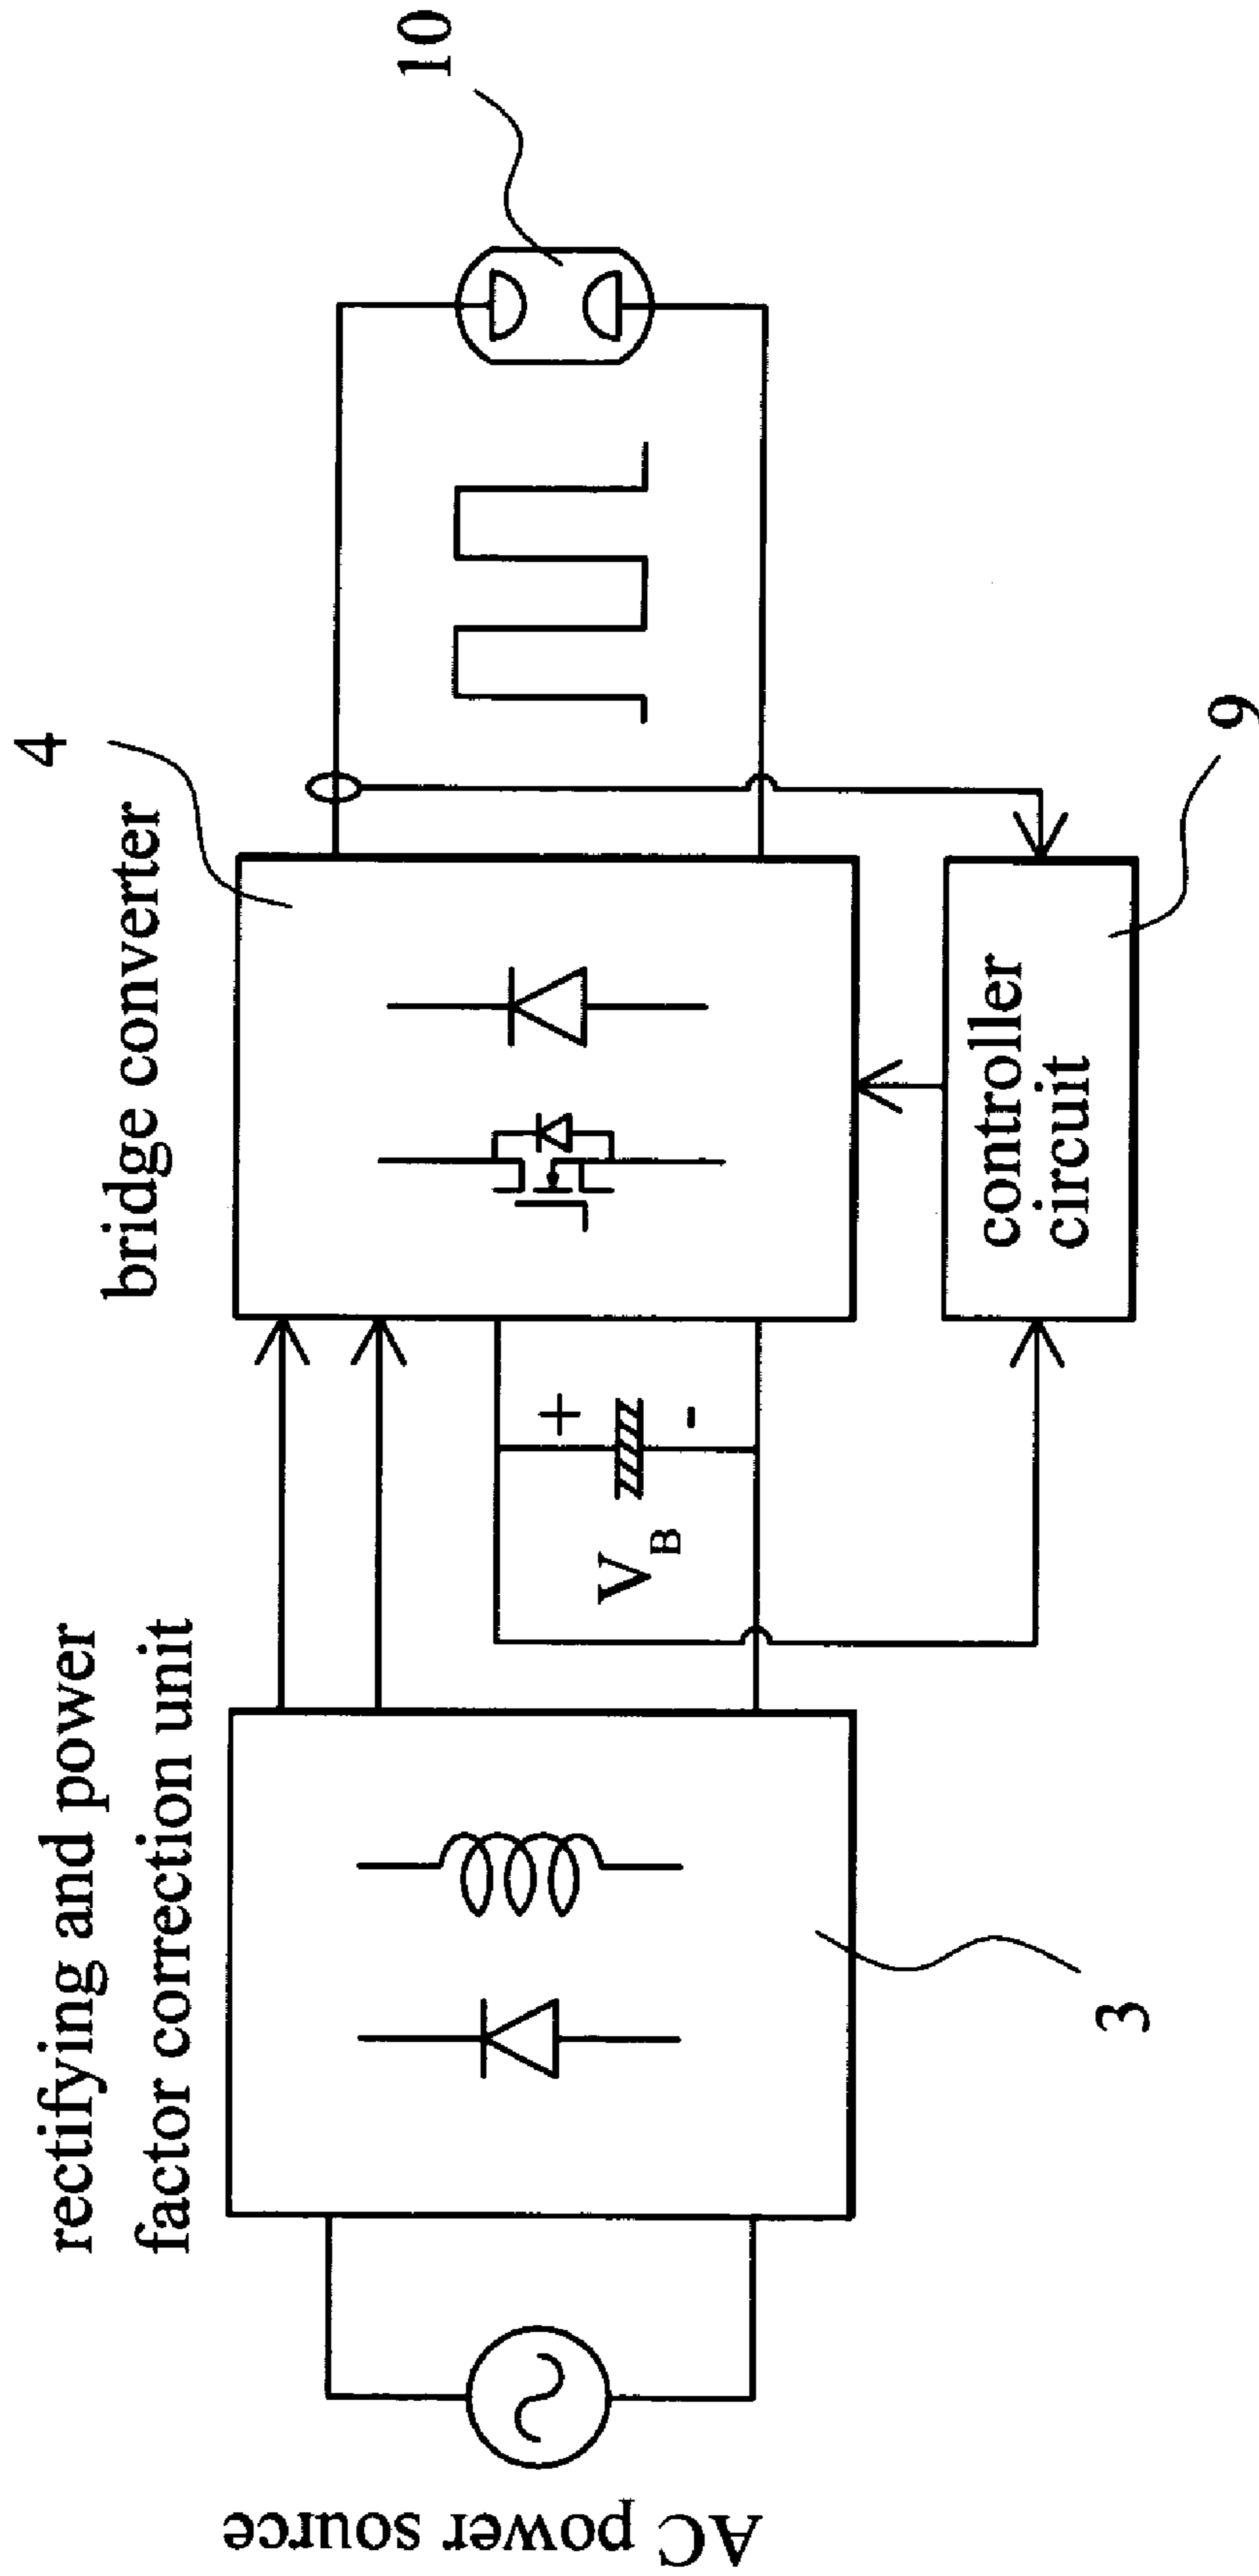 AC power source
rectifying and power
factor correction unit
3
V B
+
-
bridge converter
4
controller
circuit
9
10